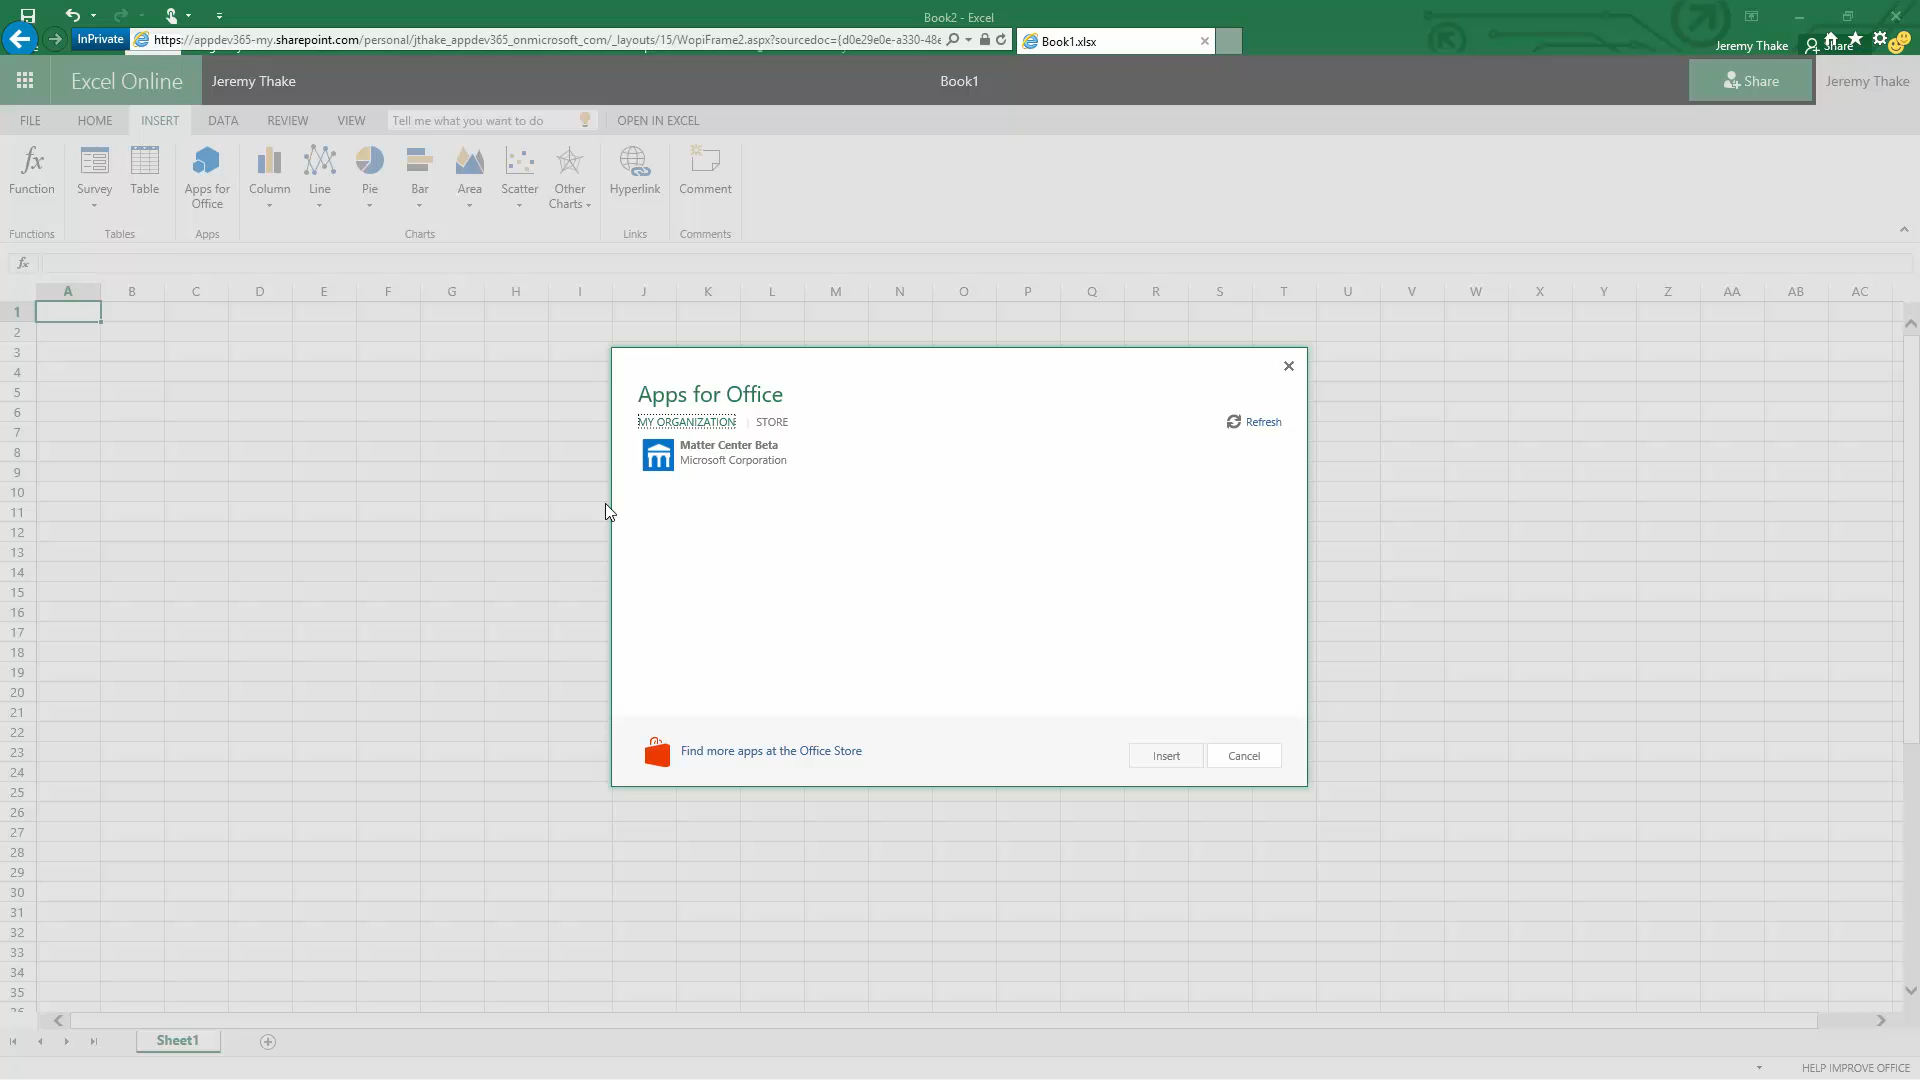 Book2 - Excel
InPrivate
https://appdev365-my.sharepoint.com/personal/jthake_appdev365_onmicrosoft_com/_layouts/15/WopiFrame2.aspx?sourcedoc={d0e29e0e-a330-48e
Book1.xlsx
Jeremy Thake
Share
Excel Online
Jeremy Thake
Book1
Share
Jeremy Thake
FILE HOME INSERT DATA REVIEW VIEW Tell me what you want to do OPEN IN EXCEL
Function Survey Table Apps for Office Column Line Pie Bar Area Scatter Other Charts Hyperlink Comment
Functions Tables Apps Charts Links Comments
fx
A B C D E F G H I J K L M N O P Q R S T U V W X Y Z AA AB AC
1
2
3
4
5
6
7
8
9
10
11
12
13
14
15
16
17
18
19
20
21
22
23
24
25
26
27
28
29
30
31
32
33
34
35
Apps for Office
MY ORGANIZATION | STORE
Refresh
Matter Center Beta
Microsoft Corporation
Find more apps at the Office Store
Insert
Cancel
Sheet1
HELP IMPROVE OFFICE